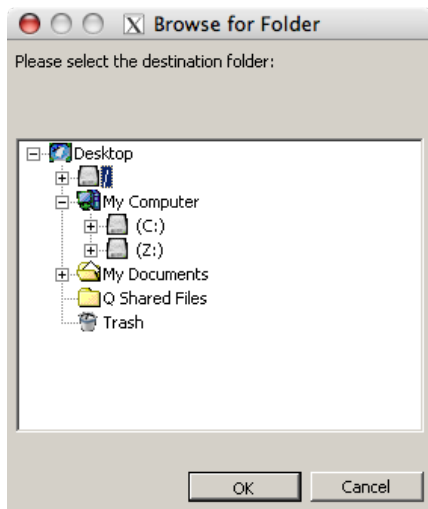 X Browse for Folder
Please select the destination folder:
Desktop
/
My Computer
(C:)
(Z:)
My Documents
Q Shared Files
Trash
OK Cancel